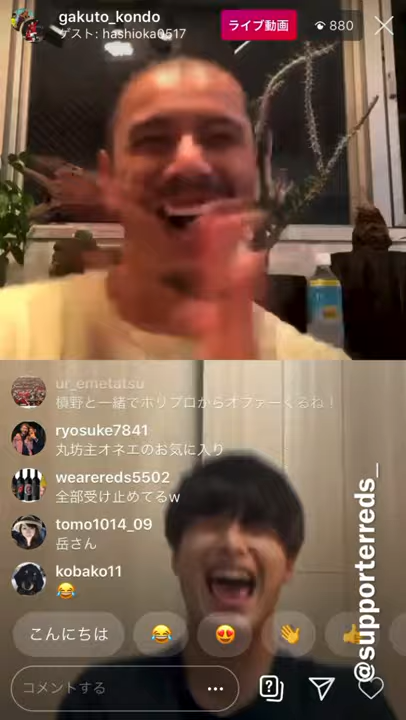 gakuto_kondo
ゲスト: hashioka0517
ライブ動画
880
ur_emetatsu
槙野と一緒でホリプロからオファーくるね！
ryosuke7841
丸坊主オネエのお気に入り
wearereds5502
全部受け止めてるw
tomo1014_09
岳さん
kobako11
😂
こんにちは
コメントする
@supporterreds_